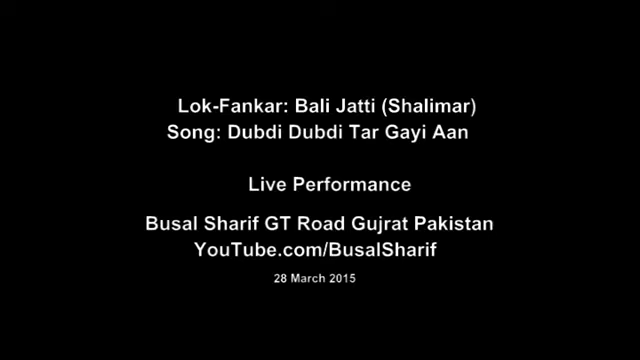 Lok-Fankar: Bali Jatti (Shalimar)
Song: Dubdi Dubdi Tar Gayi Aan
Live Performance
Busal Sharif GT Road Gujrat Pakistan
YouTube.com/BusalSharif
28 March 2015